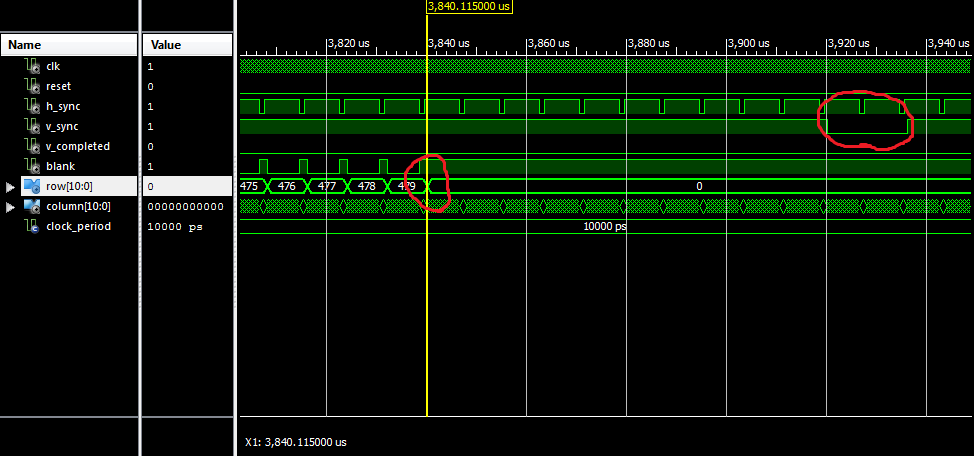 3,840.115000 us
Name Value
3,820 us 3,840 us 3,860 us 3,880 us 3,900 us 3,920 us 3,940 us
clk 1
reset 0
h_sync 1
v_sync 1
v_completed 0
blank 1
row[10:0] 0 475 476 477 478 479 0
column[10:0] 00000000000
clock_period 10000 ps 10000 ps
X1: 3,840.115000 us